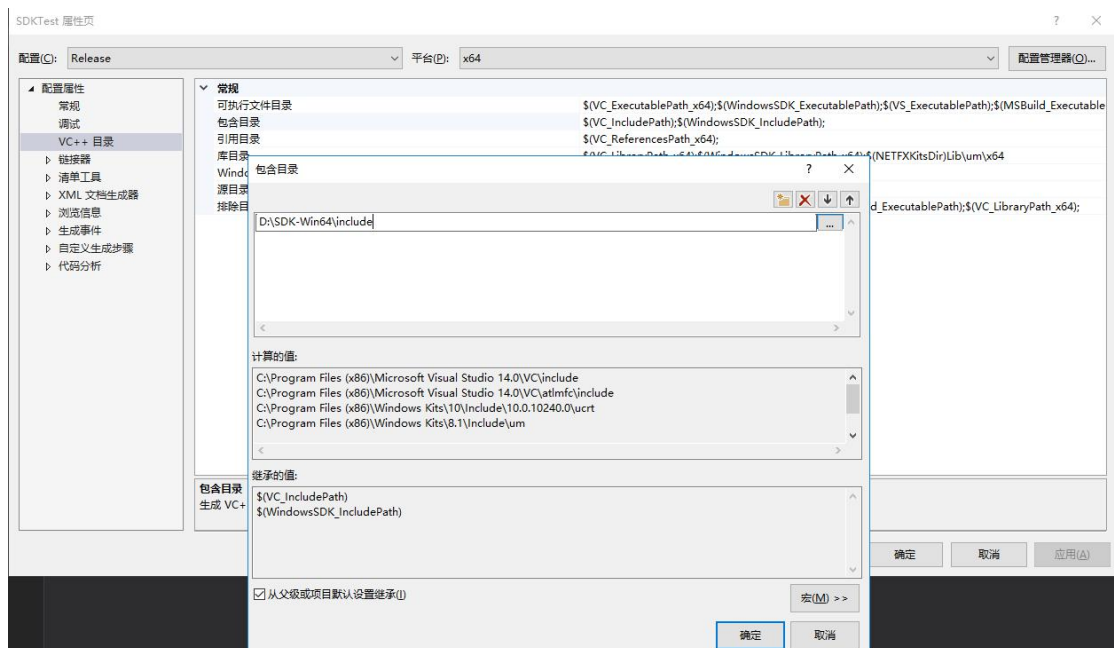 SDKTest 属性页
配置(C): Release 平台(P): x64 配置管理器(O)...
配置属性
常规
调试
VC++ 目录
链接器
清单工具
XML 文档生成器
浏览信息
生成事件
自定义生成步骤
代码分析
常规
可执行文件目录 $(VC_ExecutablePath_x64);$(WindowsSDK_ExecutablePath);$(VS_ExecutablePath);$(MSBuild_Executable
包含目录 $(VC_IncludePath);$(WindowsSDK_IncludePath);
引用目录 $(VC_ReferencesPath_x64);
库目录 $(VC_LibraryPath_x64);$(WindowsSDK_LibraryPath_x64);$(NETFXKitsDir)Lib\um\x64
Windo
源目录
排除目 d_ExecutablePath);$(VC_LibraryPath_x64);
包含目录
D:\SDK-Win64\include
...
计算的值:
C:\Program Files (x86)\Microsoft Visual Studio 14.0\VC\include
C:\Program Files (x86)\Microsoft Visual Studio 14.0\VC\atlmfc\include
C:\Program Files (x86)\Windows Kits\10\Include\10.0.10240.0\ucrt
C:\Program Files (x86)\Windows Kits\8.1\Include\um
继承的值:
$(VC_IncludePath)
$(WindowsSDK_IncludePath)
从父级或项目默认设置继承(I)
宏(M) >>
确定 取消
包含目录
生成 VC+
确定 取消 应用(A)